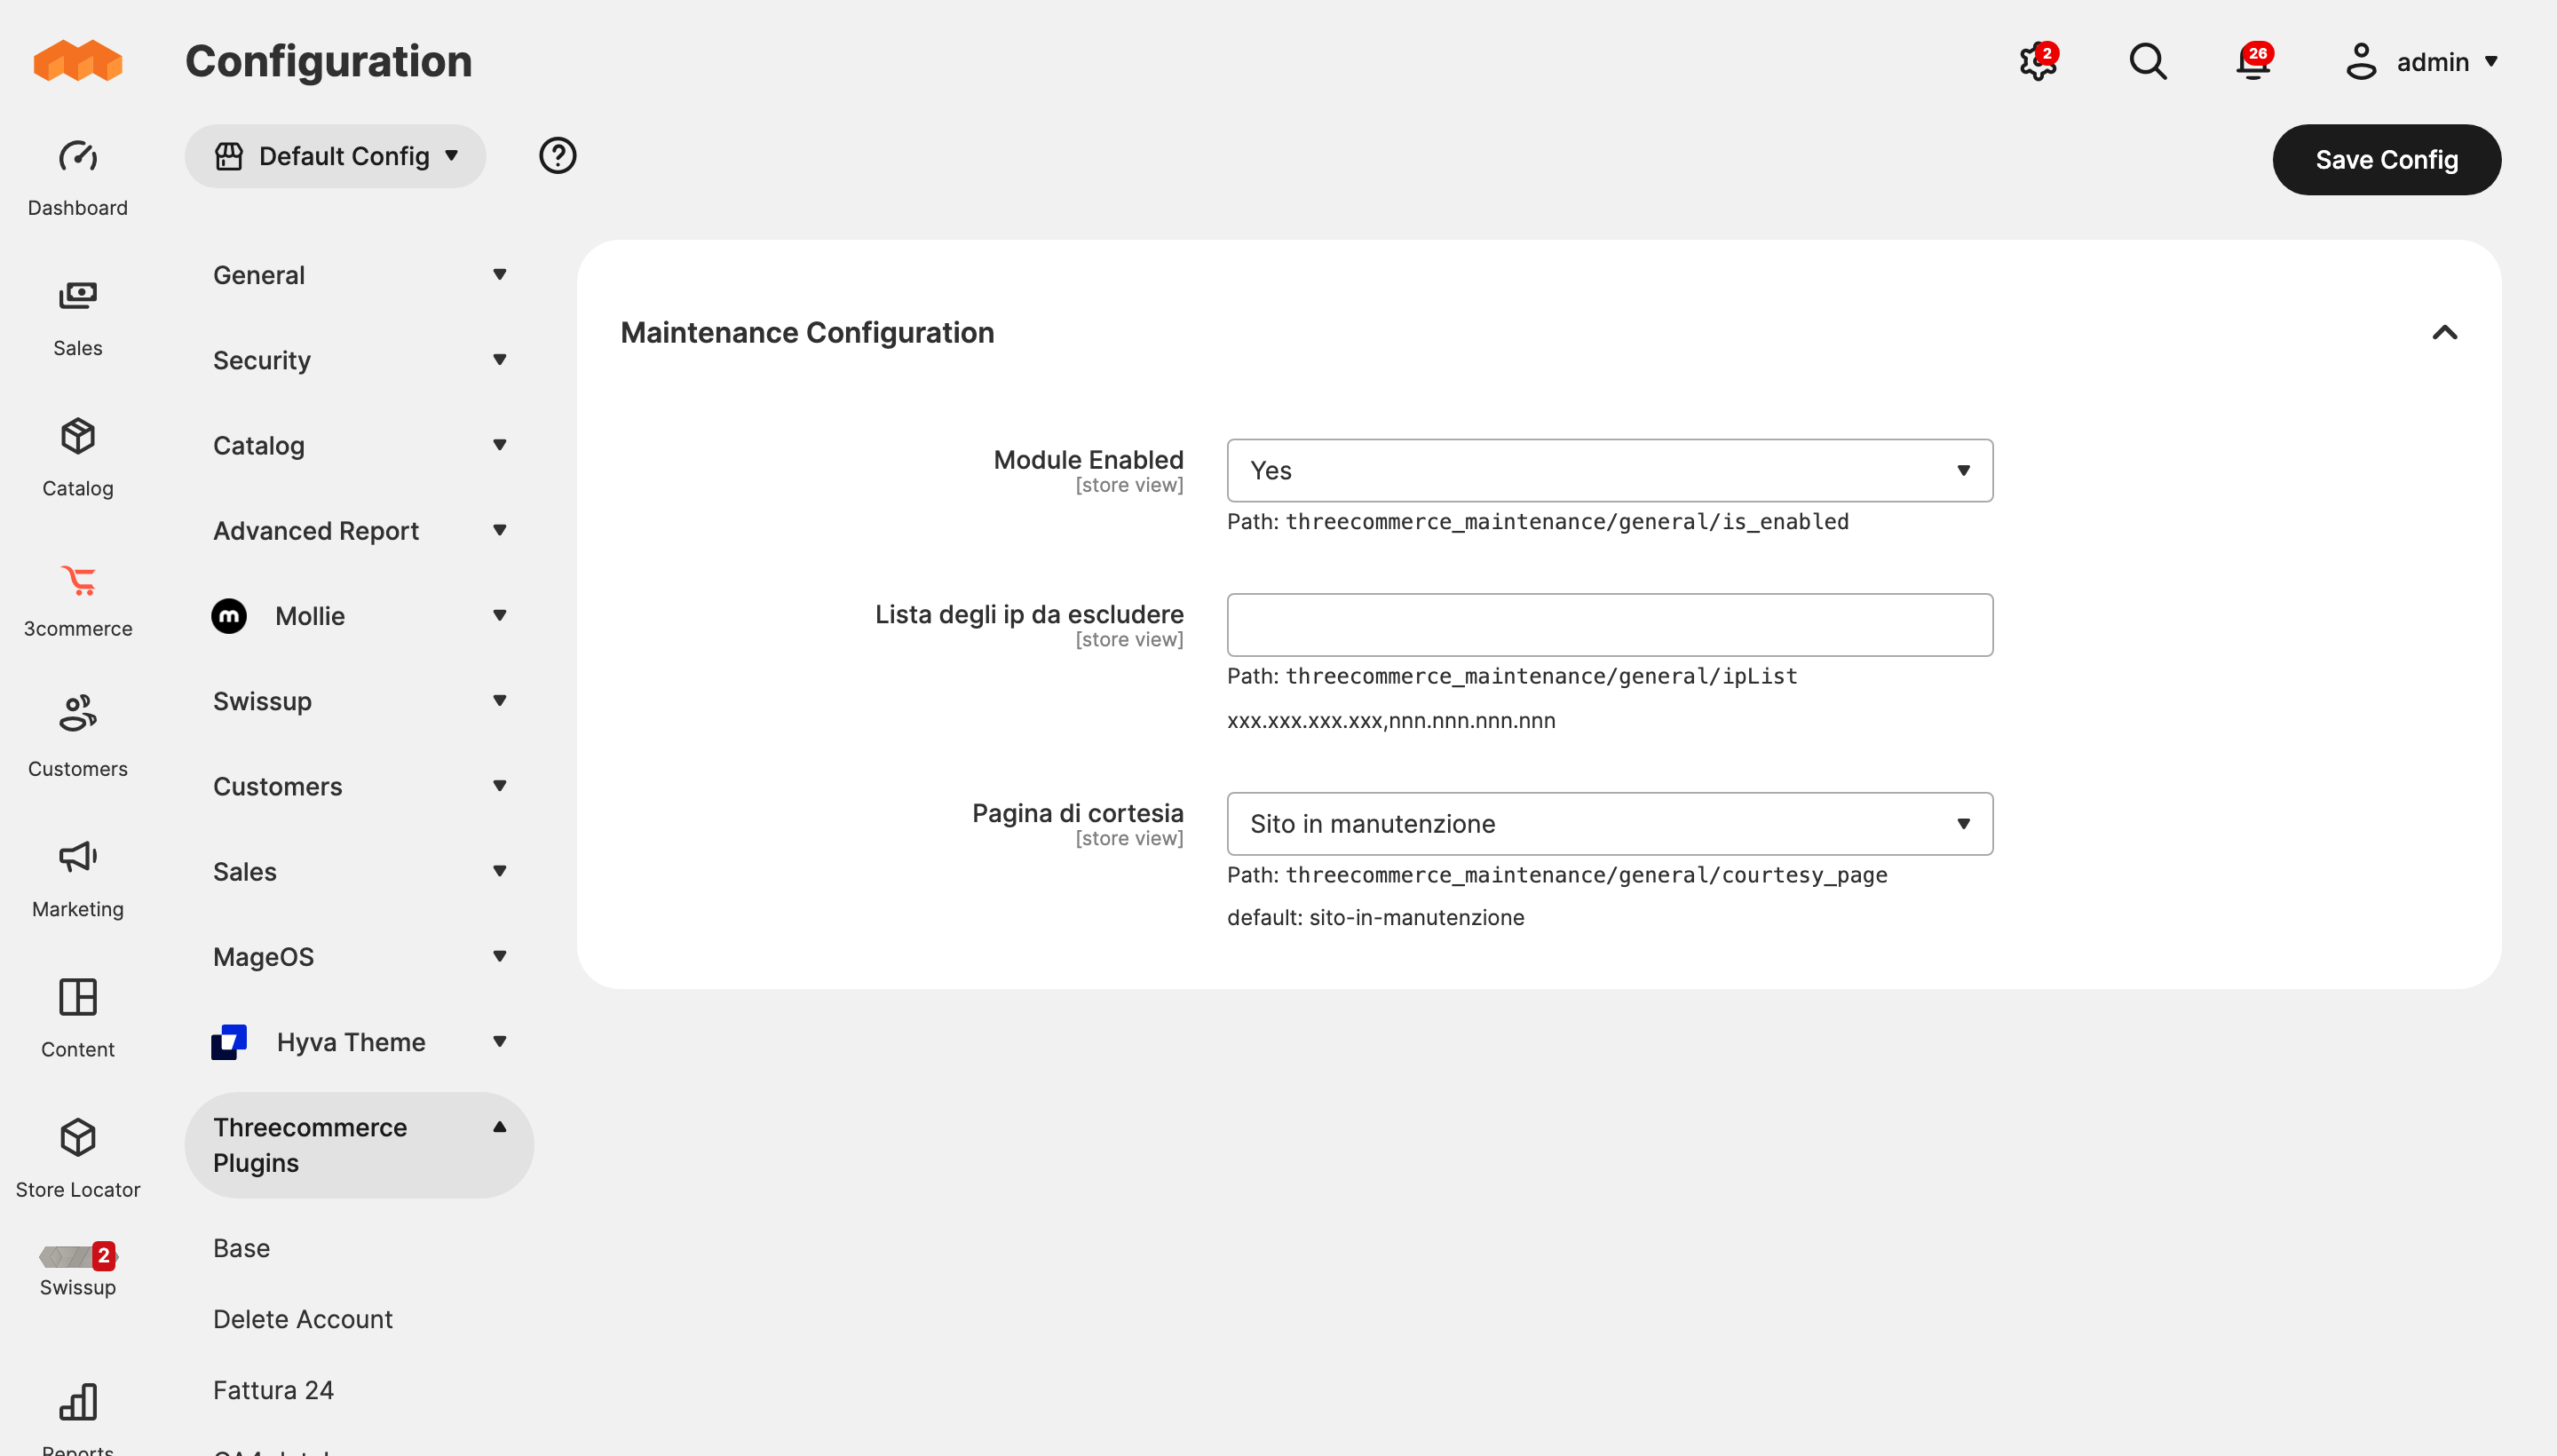 Configuration
2
26
admin
Default Config
Save Config
Dashboard
Sales
Catalog
3commerce
Customers
Marketing
Content
Store Locator
2
Swissup
Reports
General
Security
Catalog
Advanced Report
Mollie
Swissup
Customers
Sales
MageOS
Hyva Theme
Threecommerce
Plugins
Base
Delete Account
Fattura 24
Maintenance Configuration
Module Enabled
[store view]
Yes
Path: threecommerce_maintenance/general/is_enabled
Lista degli ip da escludere
[store view]
Path: threecommerce_maintenance/general/ipList
xxx.xxx.xxx.xxx,nnn.nnn.nnn.nnn
Pagina di cortesia
[store view]
Sito in manutenzione
Path: threecommerce_maintenance/general/courtesy_page
default: sito-in-manutenzione